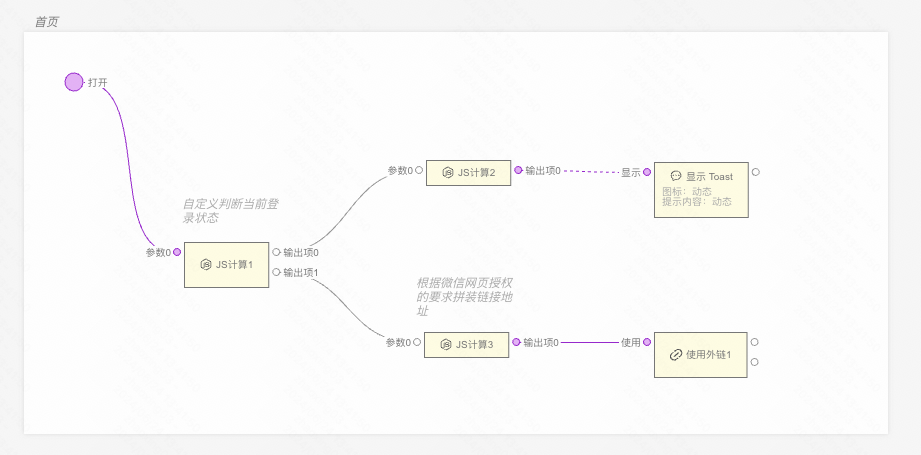 首页
打开
参数0
JS计算2
输出项0
显示
显示 Toast
图标：动态
提示内容：动态
自定义判断当前登
录状态
参数0
JS计算1
输出项0
输出项1
根据微信网页授权
的要求拼装链接地
址
参数0
JS计算3
输出项0
使用
使用外链1